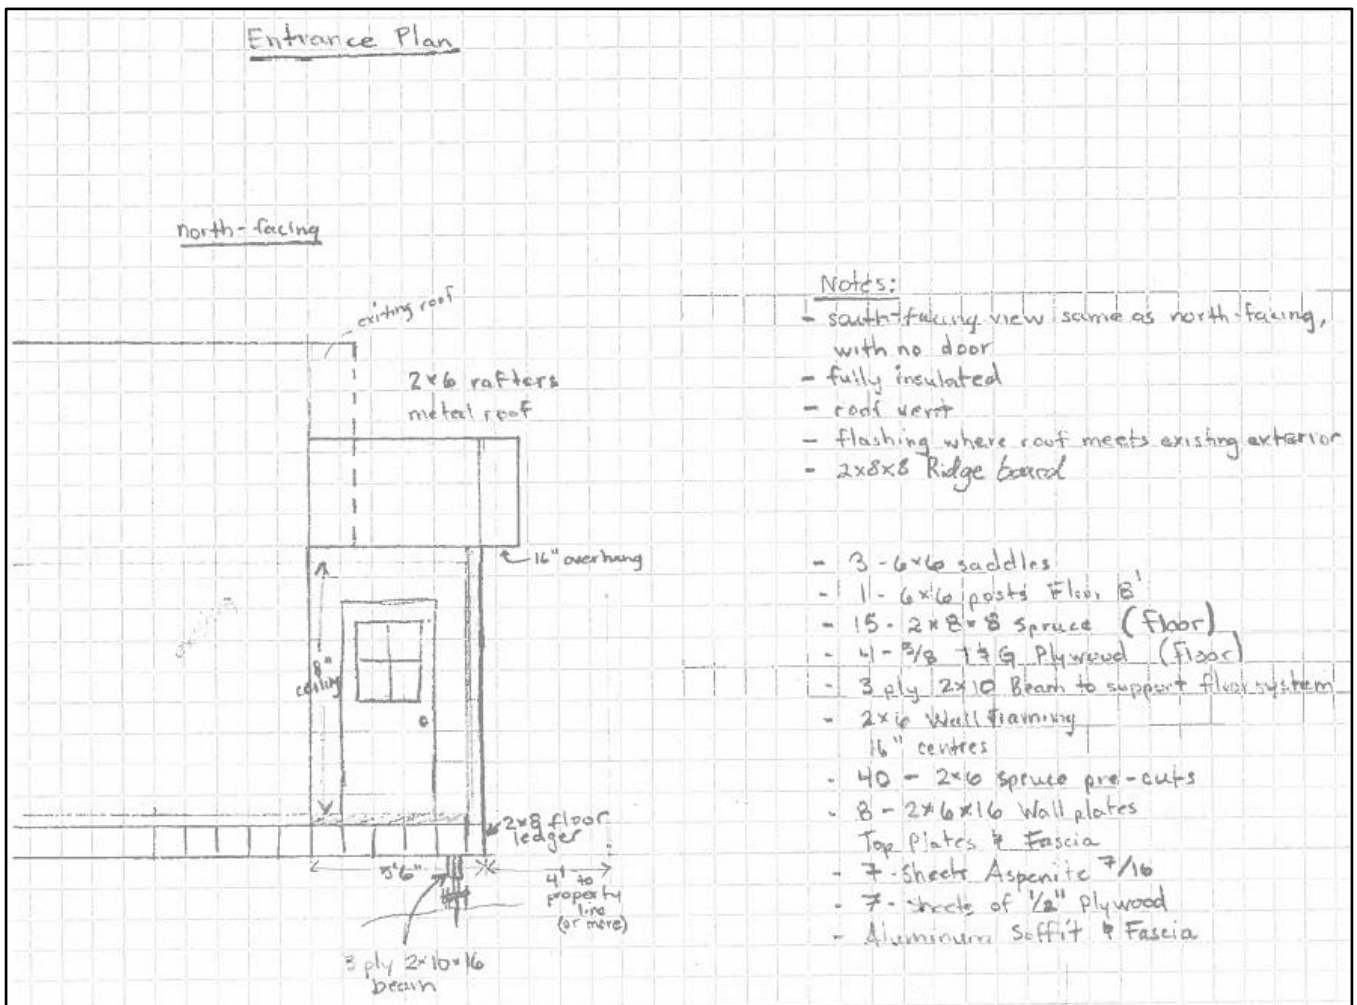 Entrance Plan
north-facing
existing roof
2x6 rafters
metal roof
16" overhang
8"
ceiling
2x8 floor
ledger
5'6"
4' to
property
line
(or more)
3 ply 2x10x16
beam
Notes:
- south-facing view same as north-facing,
with no door
- fully insulated
- roof vent
- flashing where roof meets existing exterior
- 2x8x8 Ridge board
- 3 - 6x6 saddles
- 1 - 6x6 posts Floor 8'
- 15 - 2x8x8 Spruce (floor)
- 4 - 5/8 T&G Plywood (floor)
- 3 ply 2x10 Beam to support floor system
- 2x6 Wall framing
16" centres
- 40 - 2x6 spruce pre-cuts
- 8 - 2x6x16 Wall plates
Top Plates & Fascia
- 7 - Sheets Aspenite 7/16
- 7 - sheets of 1/2" plywood
- Aluminum Soffit & Fascia